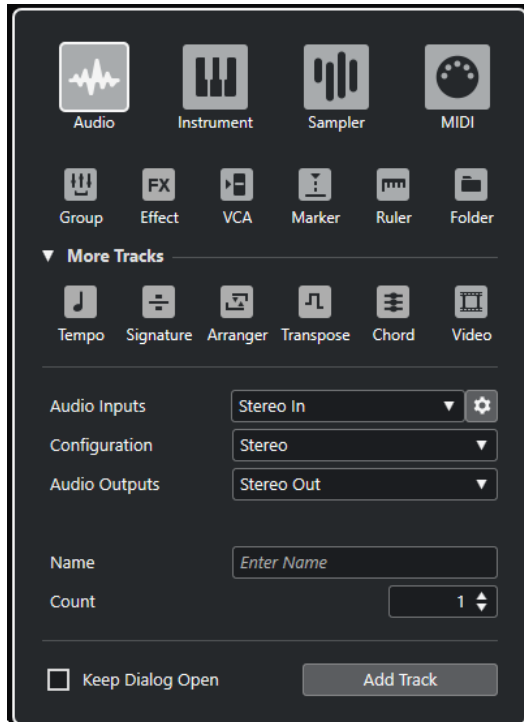 Audio Instrument Sampler MIDI
FX
Group Effect VCA Marker Ruler Folder
More Tracks
Tempo Signature Arranger Transpose Chord Video
Audio Inputs Stereo In
Configuration Stereo
Audio Outputs Stereo Out
Name Enter Name
Count 1
Keep Dialog Open Add Track